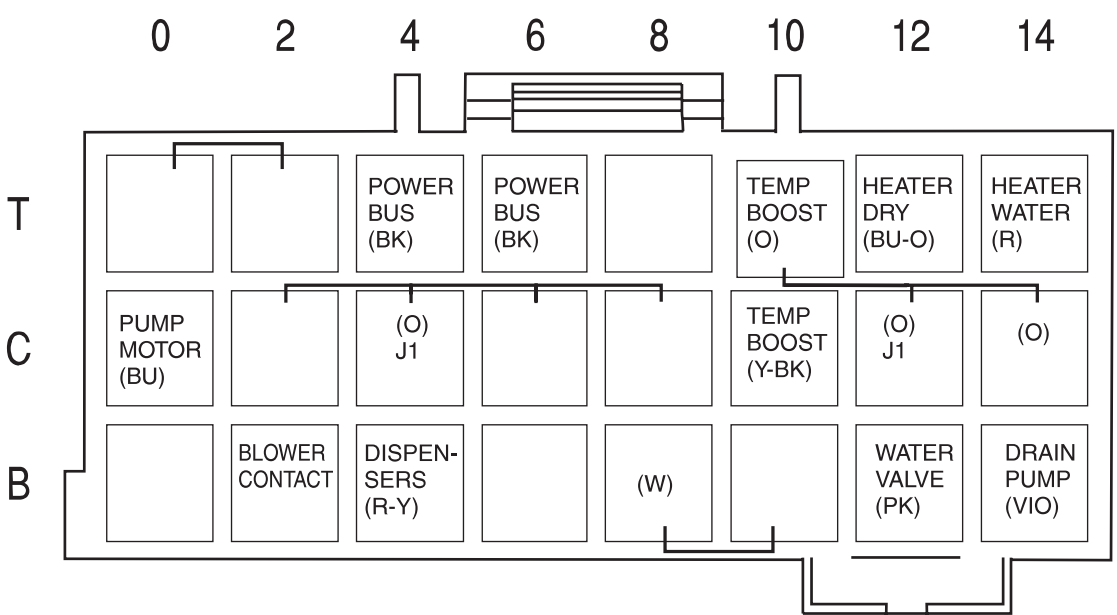 0 2 4 6 8 10 12 14
T
POWER
BUS
(BK)
POWER
BUS
(BK)
TEMP
BOOST
(O)
HEATER
DRY
(BU-O)
HEATER
WATER
(R)
C
PUMP
MOTOR
(BU)
(O)
J1
TEMP
BOOST
(Y-BK)
(O)
J1
(O)
B
BLOWER
CONTACT
DISPEN-
SERS
(R-Y)
(W)
WATER
VALVE
(PK)
DRAIN
PUMP
(VIO)